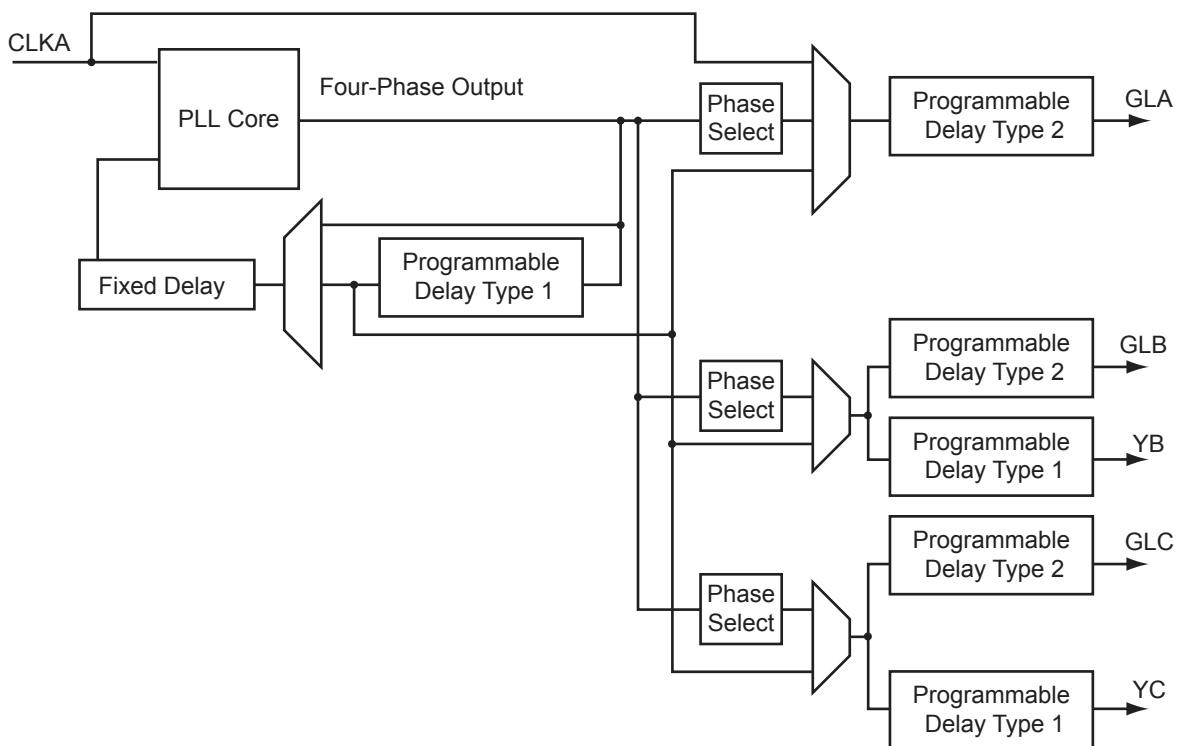 CLKA
PLL Core
Four-Phase Output
Phase
Select
Programmable
Delay Type 2
GLA
Fixed Delay
Programmable
Delay Type 1
Phase
Select
Programmable
Delay Type 2
GLB
Programmable
Delay Type 1
YB
Phase
Select
Programmable
Delay Type 2
GLC
Programmable
Delay Type 1
YC